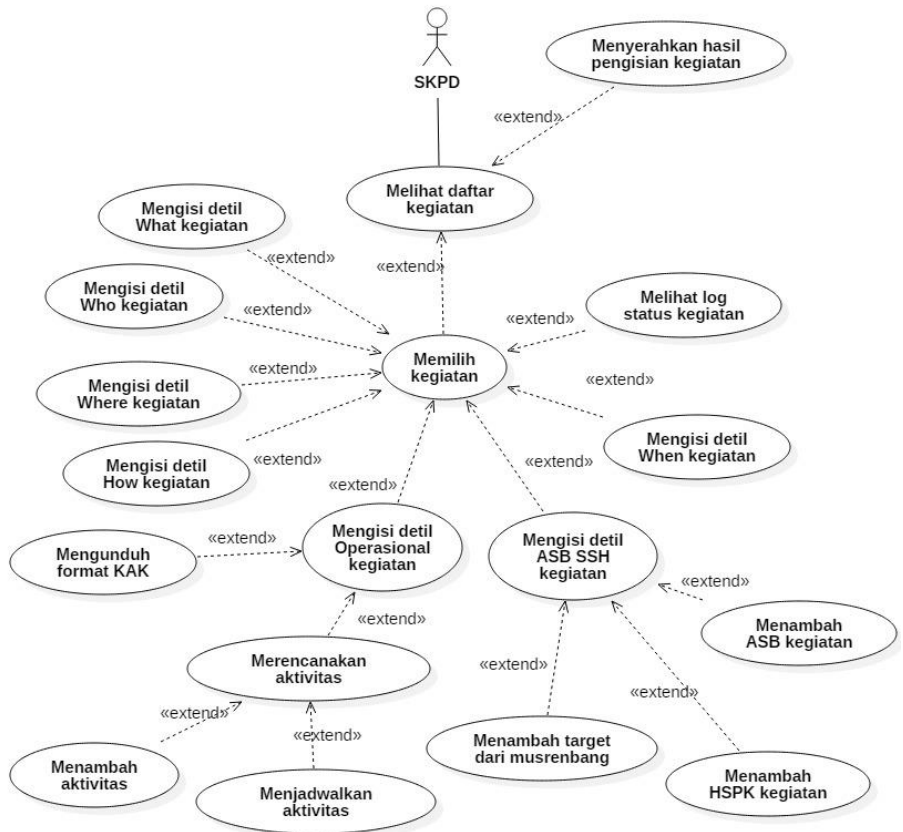 SKPD
Menyerahkan hasil
pengisian kegiatan
«extend»
Melihat daftar
kegiatan
Mengisi detil
What kegiatan
«extend»
«extend»
Mengisi detil
Who kegiatan
«extend»
Melihat log
status kegiatan
«extend»
Memilih
kegiatan
Mengisi detil
Where kegiatan
«extend»
«extend»
Mengisi detil
How kegiatan
«extend»
Mengisi detil
When kegiatan
«extend»
«extend»
Mengisi detil
Operasional
kegiatan
Mengisi detil
ASB SSH
kegiatan
«extend»
Mengunduh
format KAK
«extend»
«extend»
Menambah
ASB kegiatan
Merencanakan
aktivitas
«extend»
«extend»
«extend»
«extend»
Menambah
aktivitas
Menjadwalkan
aktivitas
Menambah target
dari musrenbang
Menambah
HSPK kegiatan